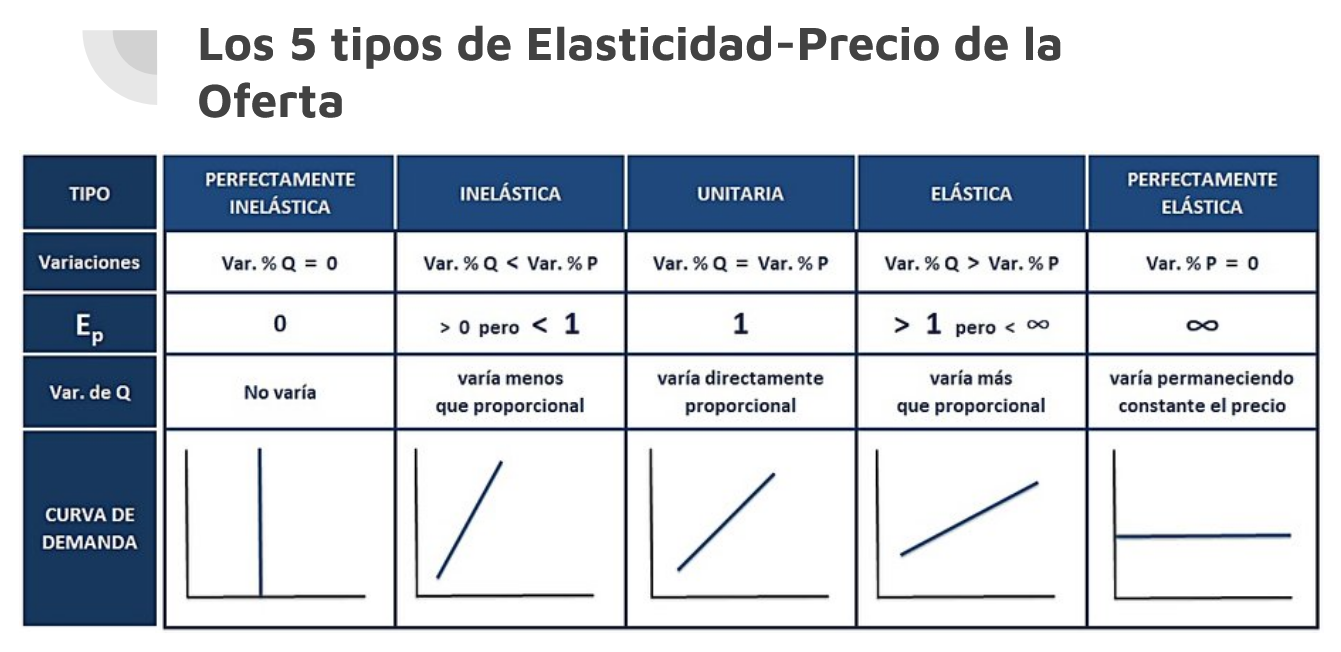 Los 5 tipos de Elasticidad-Precio de la
Oferta
TIPO
PERFECTAMENTE
INELÁSTICA
INELÁSTICA
UNITARIA
ELÁSTICA
PERFECTAMENTE
ELÁSTICA
Variaciones
Var. % Q = 0
Var. % Q < Var. % P
Var. % Q = Var. % P
Var. % Q > Var. % P
Var. % P = 0
Ep
0
> 0 pero < 1
1
> 1 pero < ∞
∞
Var. de Q
No varía
varía menos
que proporcional
varía directamente
proporcional
varía más
que proporcional
varía permaneciendo
constante el precio
CURVA DE
DEMANDA